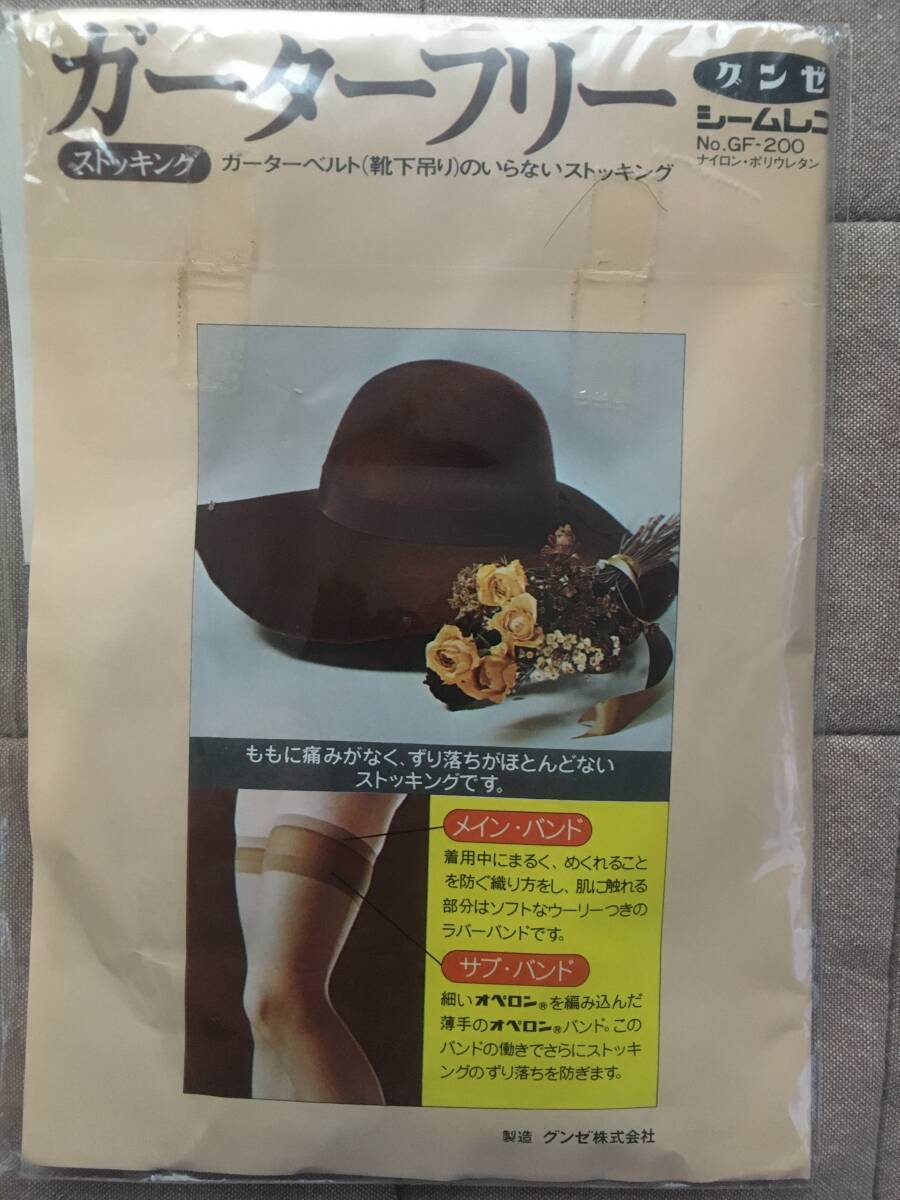 ガーターフリー
グンゼ
シームレス
No.GF-200
ナイロン・ポリウレタン
ストッキング
ガーターベルト(靴下吊り)のいらないストッキング
ももに痛みがなく、ずり落ちがほとんどない
ストッキングです。
メイン・バンド
着用中にまるく、めくれること
を防ぐ織り方をし、肌に触れる
部分はソフトなウーリーつきの
ラバーバンドです。
サブ・バンド
細いオペロン®を編み込んだ
薄手のオペロン®バンド。この
バンドの働きでさらにストッキ
ングのずり落ちを防ぎます。
製造 グンゼ株式会社